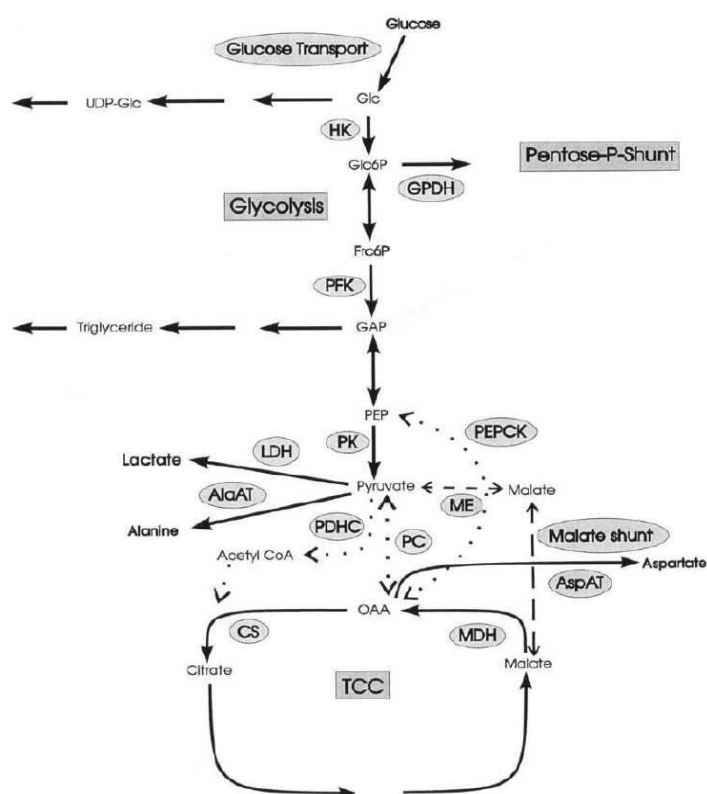 Glucose
Glucose Transport
UDP-Glc
Glc
HK
Glc6P
Pentose-P-Shunt
GPDH
Glycolysis
Frc6P
PFK
Triglyceride
GAP
PEP
PEPCK
PK
LDH
Lactate
Pyruvate
Malate
AlaAT
ME
Alanine
PDHC
PC
Malate shunt
Acetyl CoA
Aspartate
AspAT
OAA
CS
MDH
Citrate
TCC
Malate